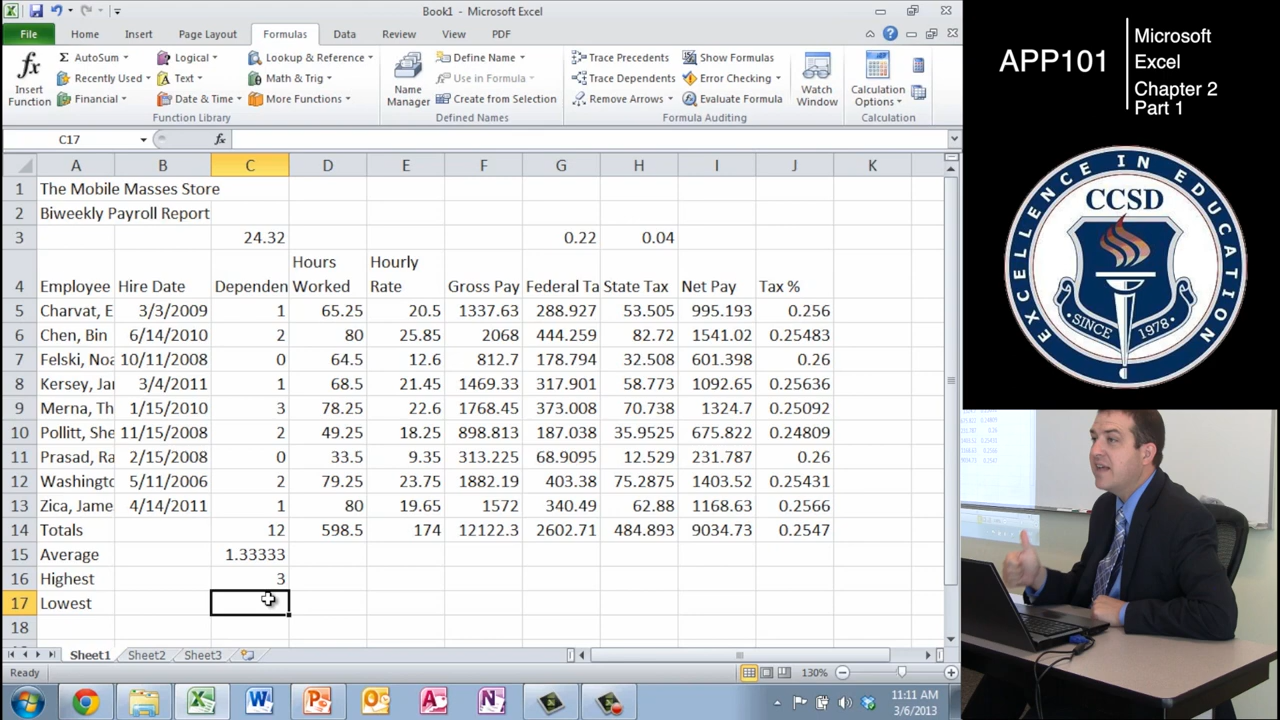 Book1 - Microsoft Excel
File Home Insert Page Layout Formulas Data Review View PDF
fx Insert Function
AutoSum Logical Lookup & Reference
Recently Used Text Math & Trig
Financial Date & Time More Functions
Function Library
Name Manager
Define Name
Use in Formula
Create from Selection
Defined Names
Trace Precedents Show Formulas
Trace Dependents Error Checking
Remove Arrows Evaluate Formula
Formula Auditing
Watch Window
Calculation Options
Calculation
C17 fx
A B C D E F G H I J K
1 The Mobile Masses Store
2 Biweekly Payroll Report
3 24.32 0.22 0.04
4 Employee Hire Date Dependen Hours Worked Hourly Rate Gross Pay Federal Ta State Tax Net Pay Tax %
5 Charvat, E 3/3/2009 1 65.25 20.5 1337.63 288.927 53.505 995.193 0.256
6 Chen, Bin 6/14/2010 2 80 25.85 2068 444.259 82.72 1541.02 0.25483
7 Felski, Noa 10/11/2008 0 64.5 12.6 812.7 178.794 32.508 601.398 0.26
8 Kersey, Jar 3/4/2011 1 68.5 21.45 1469.33 317.901 58.773 1092.65 0.25636
9 Merna, Th 1/15/2010 3 78.25 22.6 1768.45 373.008 70.738 1324.7 0.25092
10 Pollitt, She 11/15/2008 2 49.25 18.25 898.813 187.038 35.9525 675.822 0.24809
11 Prasad, Ra 2/15/2008 0 33.5 9.35 313.225 68.9095 12.529 231.787 0.26
12 Washingto 5/11/2006 2 79.25 23.75 1882.19 403.38 75.2875 1403.52 0.25431
13 Zica, Jame 4/14/2011 1 80 19.65 1572 340.49 62.88 1168.63 0.2566
14 Totals 12 598.5 174 12122.3 2602.71 484.893 9034.73 0.2547
15 Average 1.33333
16 Highest 3
17 Lowest
18
Sheet1 Sheet2 Sheet3
Ready 130%
11:11 AM
3/6/2013
APP101
Microsoft
Excel
Chapter 2
Part 1
EXCELLENCE IN EDUCATION
CCSD
SINCE 1978